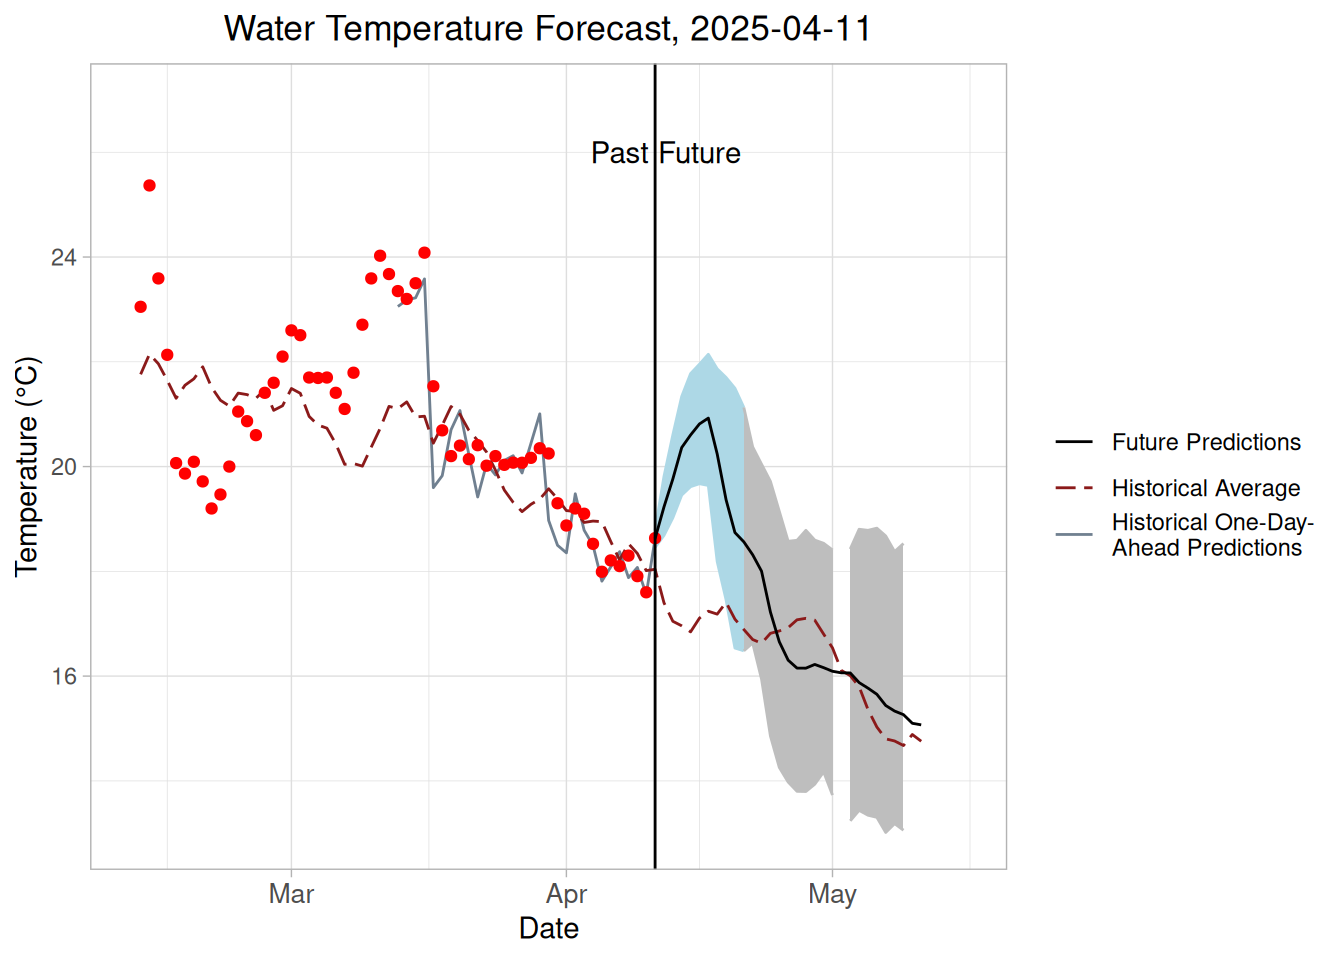 Water Temperature Forecast, 2025-04-11
Past Future
24
20
16
Temperature (°C)
Mar Apr May
Date
Future Predictions
Historical Average
Historical One-Day-
Ahead Predictions